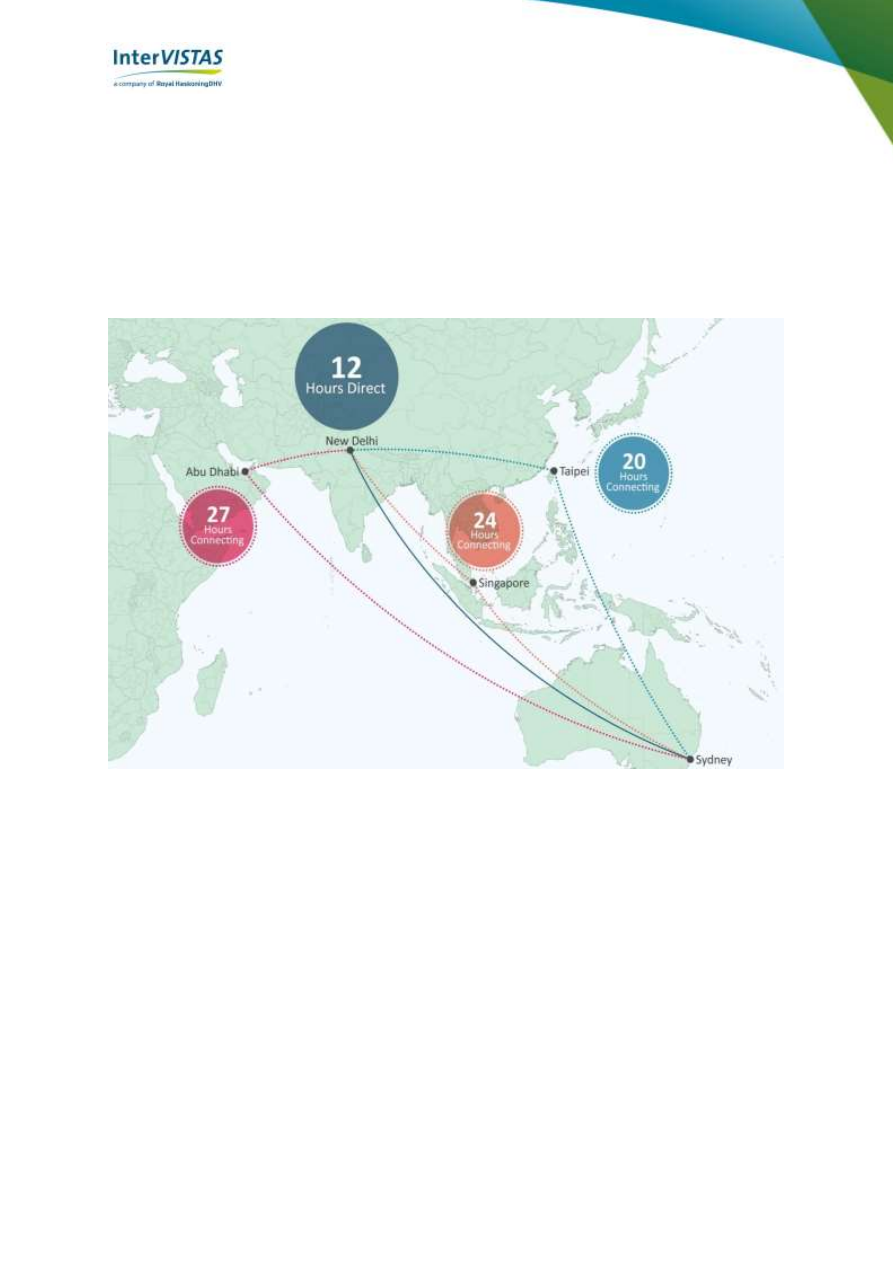 InterVISTAS
a company of Royal HaskoningDHV
12
Hours Direct
New Delhi
Abu Dhabi
Taipei
20
Hours
Connecting
27
Hours
Connecting
24
Hours
Connecting
Singapore
Sydney